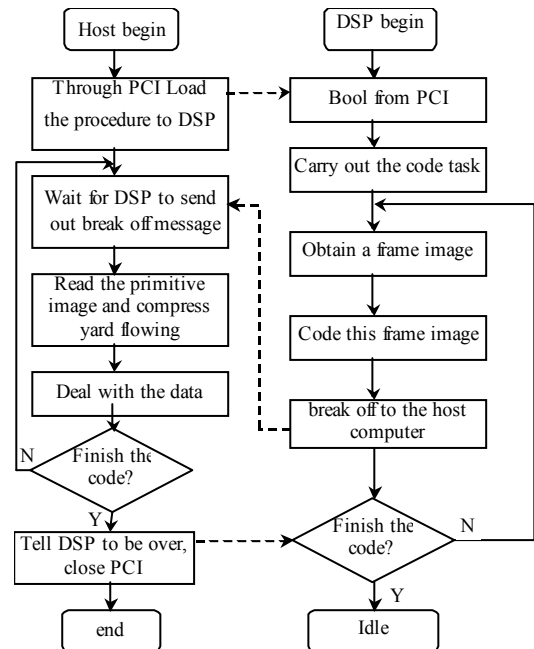 Host begin
Through PCI Load
the procedure to DSP
Wait for DSP to send
out break off message
Read the primitive
image and compress
yard flowing
Deal with the data
Finish the
code?
N
Y
Tell DSP to be over,
close PCI
end
DSP begin
Bool from PCI
Carry out the code task
Obtain a frame image
Code this frame image
break off to the host
computer
Finish the
code?
N
Y
Idle